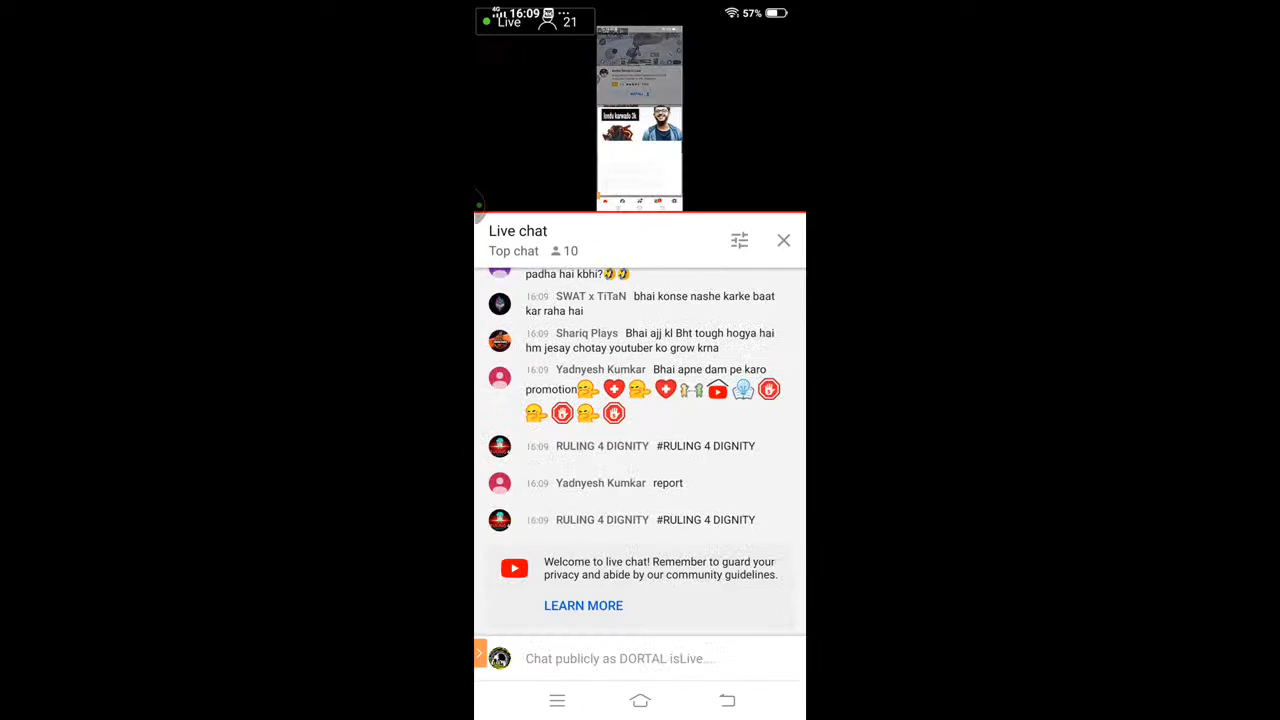 4G 16:09 ... 57%
Live 21
londu karwado 3k
Live chat
Top chat 10
padha hai kbhi?🤣🤣
16:09 SWAT x TiTaN bhai konse nashe karke baat
kar raha hai
16:09 Shariq Plays Bhai ajj kl Bht tough hogya hai
hm jesay chotay youtuber ko grow krna
16:09 Yadnyesh Kumkar Bhai apne dam pe karo
promotion
16:09 RULING 4 DIGNITY #RULING 4 DIGNITY
16:09 Yadnyesh Kumkar report
16:09 RULING 4 DIGNITY #RULING 4 DIGNITY
Welcome to live chat! Remember to guard your
privacy and abide by our community guidelines.
LEARN MORE
Chat publicly as DORTAL isLive....